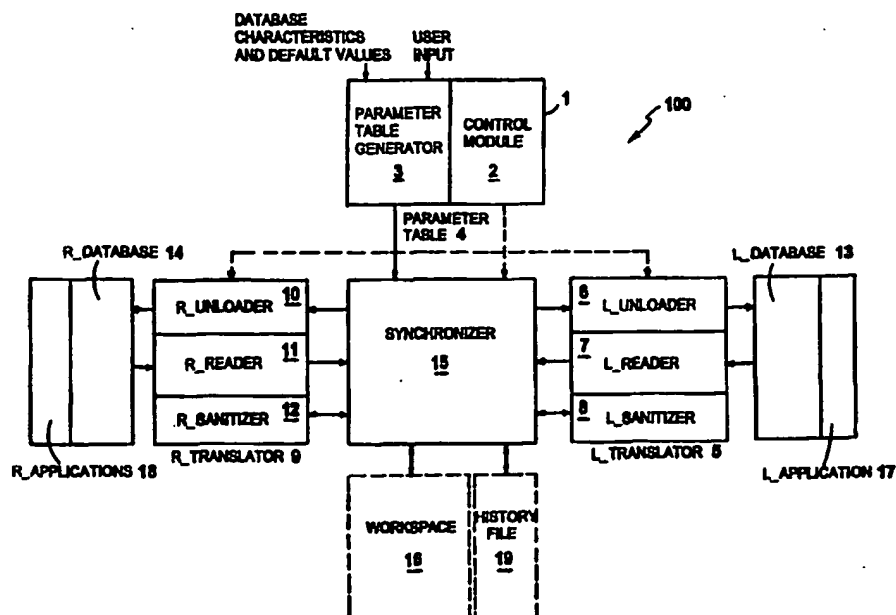 DATABASE
CHARACTERISTICS
AND DEFAULT VALUES
USER
INPUT
PARAMETER
TABLE
GENERATOR
3
CONTROL
MODULE
2
1
100
PARAMETER
TABLE 4
R_DATABASE 14
L_DATABASE 13
R_UNLOADER 10
R_READER 11
R_SANITIZER 12
SYNCHRONIZER
15
6 L_UNLOADER
7 L_READER
8 L_SANITIZER
R_APPLICATIONS 18
R_TRANSLATOR 9
L_TRANSLATOR 5
L_APPLICATION 17
WORKSPACE
16
HISTORY
FILE
19